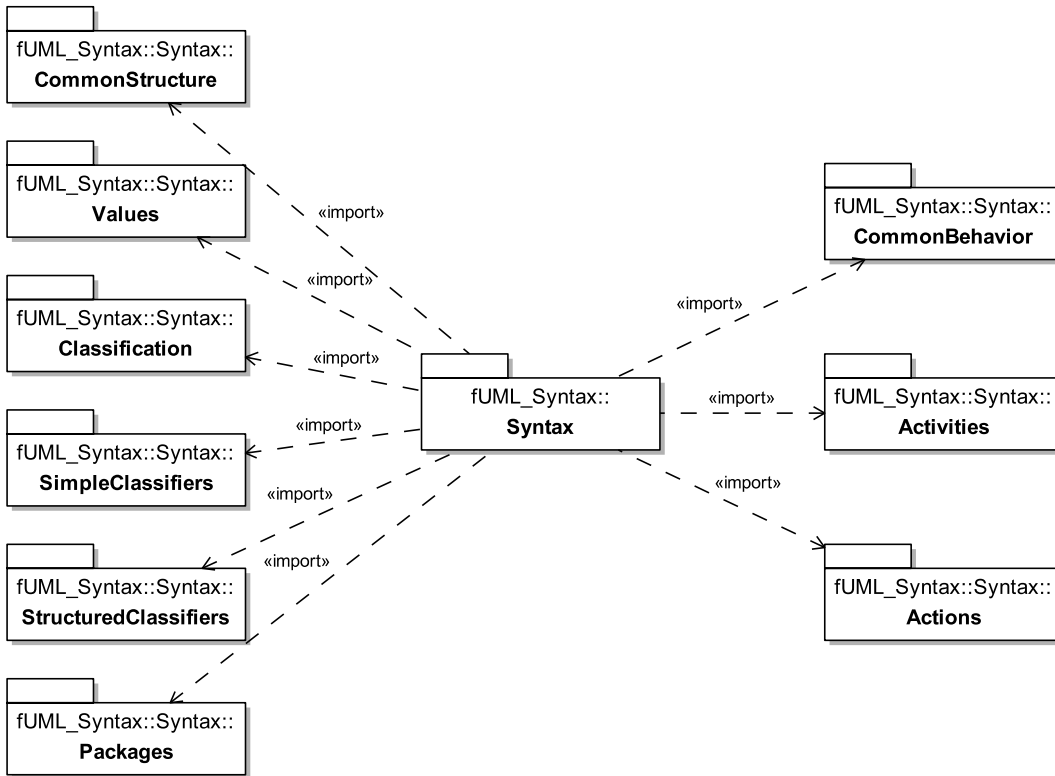 fUML_Syntax::Syntax::
CommonStructure
fUML_Syntax::Syntax::
Values
fUML_Syntax::Syntax::
Classification
fUML_Syntax::Syntax::
SimpleClassifiers
fUML_Syntax::Syntax::
StructuredClassifiers
fUML_Syntax::Syntax::
Packages
«import»
«import»
«import»
«import»
«import»
«import»
fUML_Syntax::
Syntax
«import»
«import»
«import»
fUML_Syntax::Syntax::
CommonBehavior
fUML_Syntax::Syntax::
Activities
fUML_Syntax::Syntax::
Actions